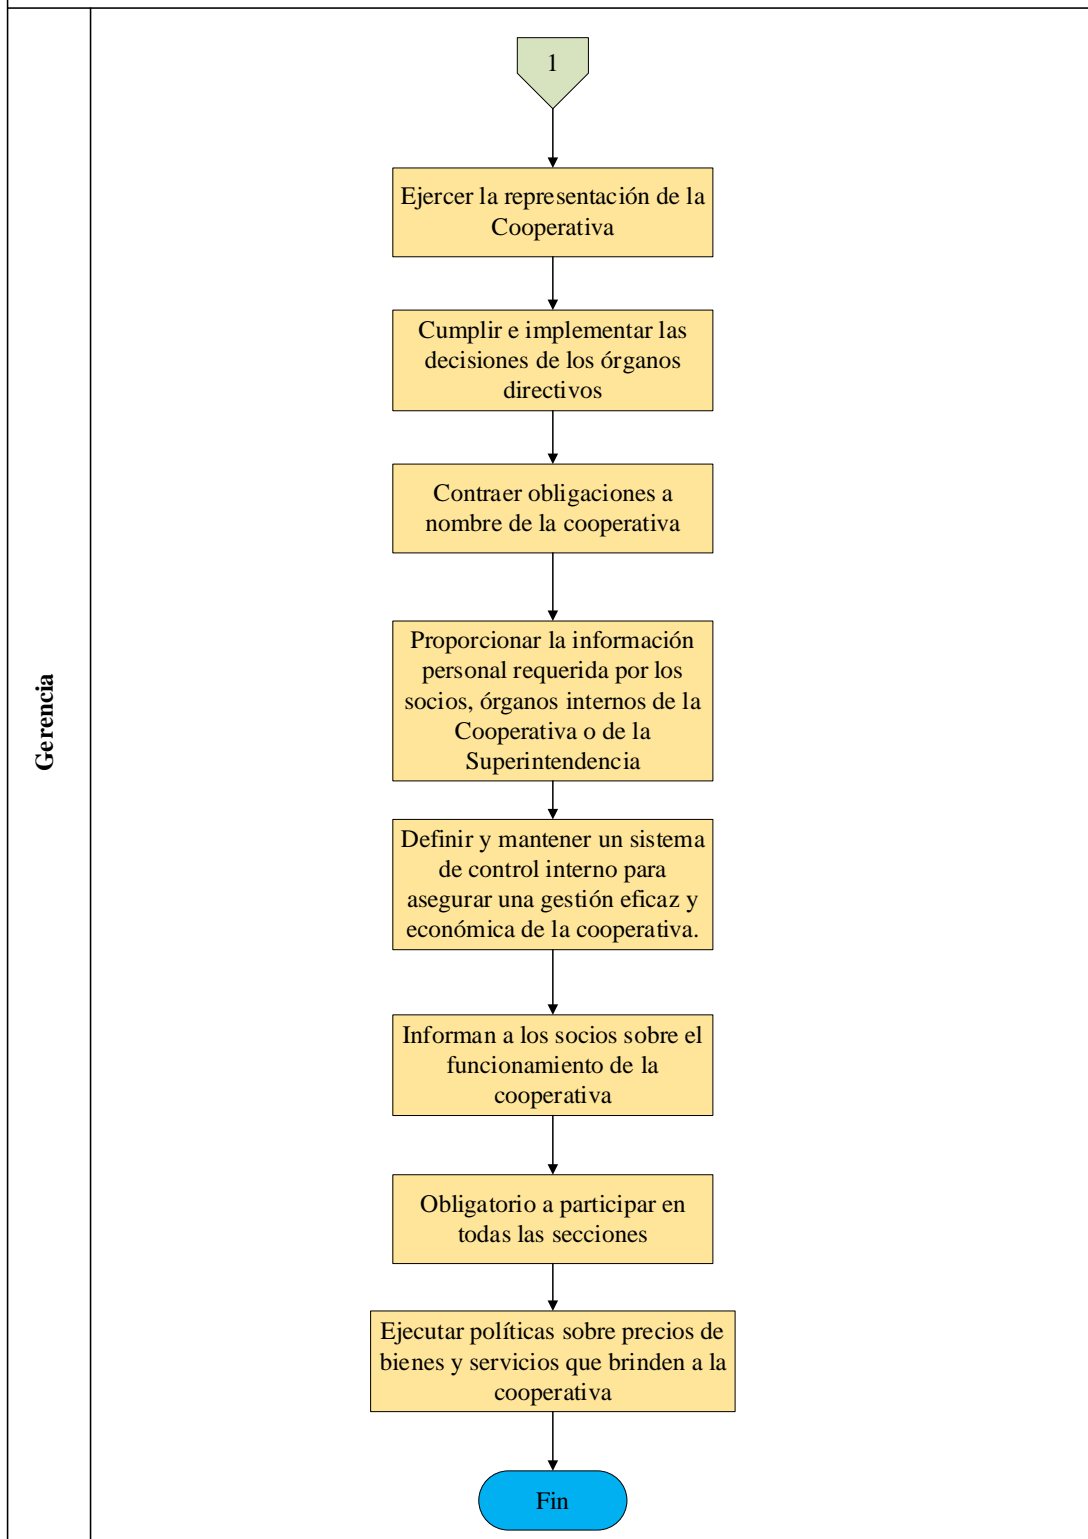 1
Ejercer la representación de la
Cooperativa
Cumplir e implementar las
decisiones de los órganos
directivos
Contraer obligaciones a
nombre de la cooperativa
Proporcionar la información
personal requerida por los
socios, órganos internos de la
Cooperativa o de la
Superintendencia
Gerencia
Definir y mantener un sistema
de control interno para
asegurar una gestión eficaz y
económica de la cooperativa.
Informan a los socios sobre el
funcionamiento de la
cooperativa
Obligatorio a participar en
todas las secciones
Ejecutar políticas sobre precios de
bienes y servicios que brinden a la
cooperativa
Fin